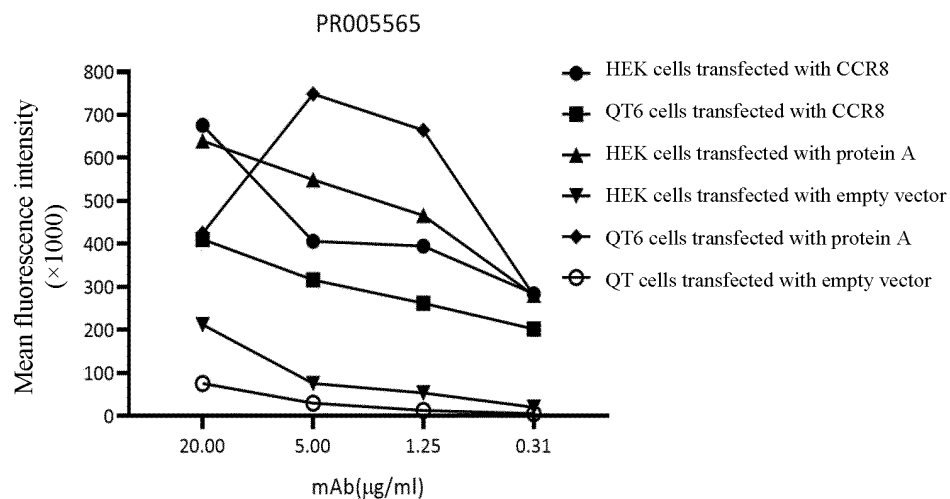 PR005565
Mean fluorescence intensity
(×1000)
800
700
600
500
400
300
200
100
0
20.00
5.00
1.25
0.31
mAb(μg/ml)
HEK cells transfected with CCR8
QT6 cells transfected with CCR8
HEK cells transfected with protein A
HEK cells transfected with empty vector
QT6 cells transfected with protein A
QT cells transfected with empty vector